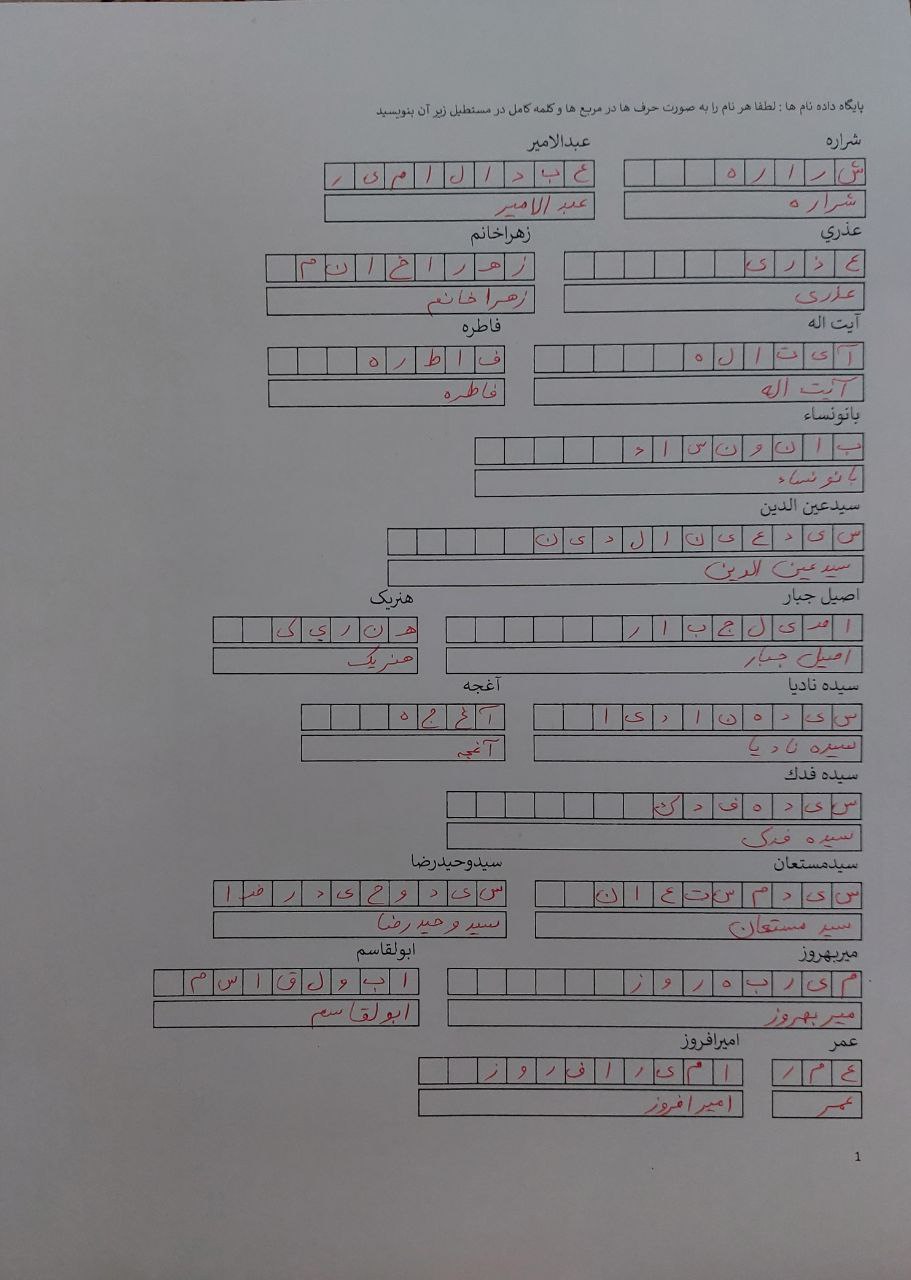 پایگاه داده نام ها : لطفا هر نام را به صورت حرف ها در مربع ها و کلمه کامل در مستطیل زیر آن بنویسید
شراره عبدالامیر
ش ر ا ر ه ع ب د ا ل ا م ی ر
شراره عبدالامیر
عذري زهراخانم
ع ذ ر ی ز ه ر ا خ ا ن م
عذری زهراخانم
آیت اله فاطره
آ ی ت ا ل ه ف ا ط ر ه
آیت اله فاطره
بانونساء
ب ا ن و ن س ا ء
بانونساء
سیدعین الدین
س ی د ع ی ن ا ل د ی ن
سیدعین الدین
اصیل جبار هنریک
ا ص ی ل ج ب ا ر ه ن ر ی ک
اصیل جبار هنریک
سیده نادیا آغجه
س ی د ه ن ا د ی ا آ غ ج ه
سیده نادیا آغجه
سیده فدك
س ی د ه ف د ک
سیده فدک
سیدمستعان سیدوحیدرضا
س ی د م س ت ع ا ن س ی د و ح ی د ر ض ا
سید مستعان سید وحیدرضا
میربهروز ابولقاسم
م ی ر ب ه ر و ز ا ب و ل ق ا س م
میربهروز ابولقاسم
عمر امیرافروز
ع م ر ا م ی ر ا ف ر و ز
عمر امیرافروز
1